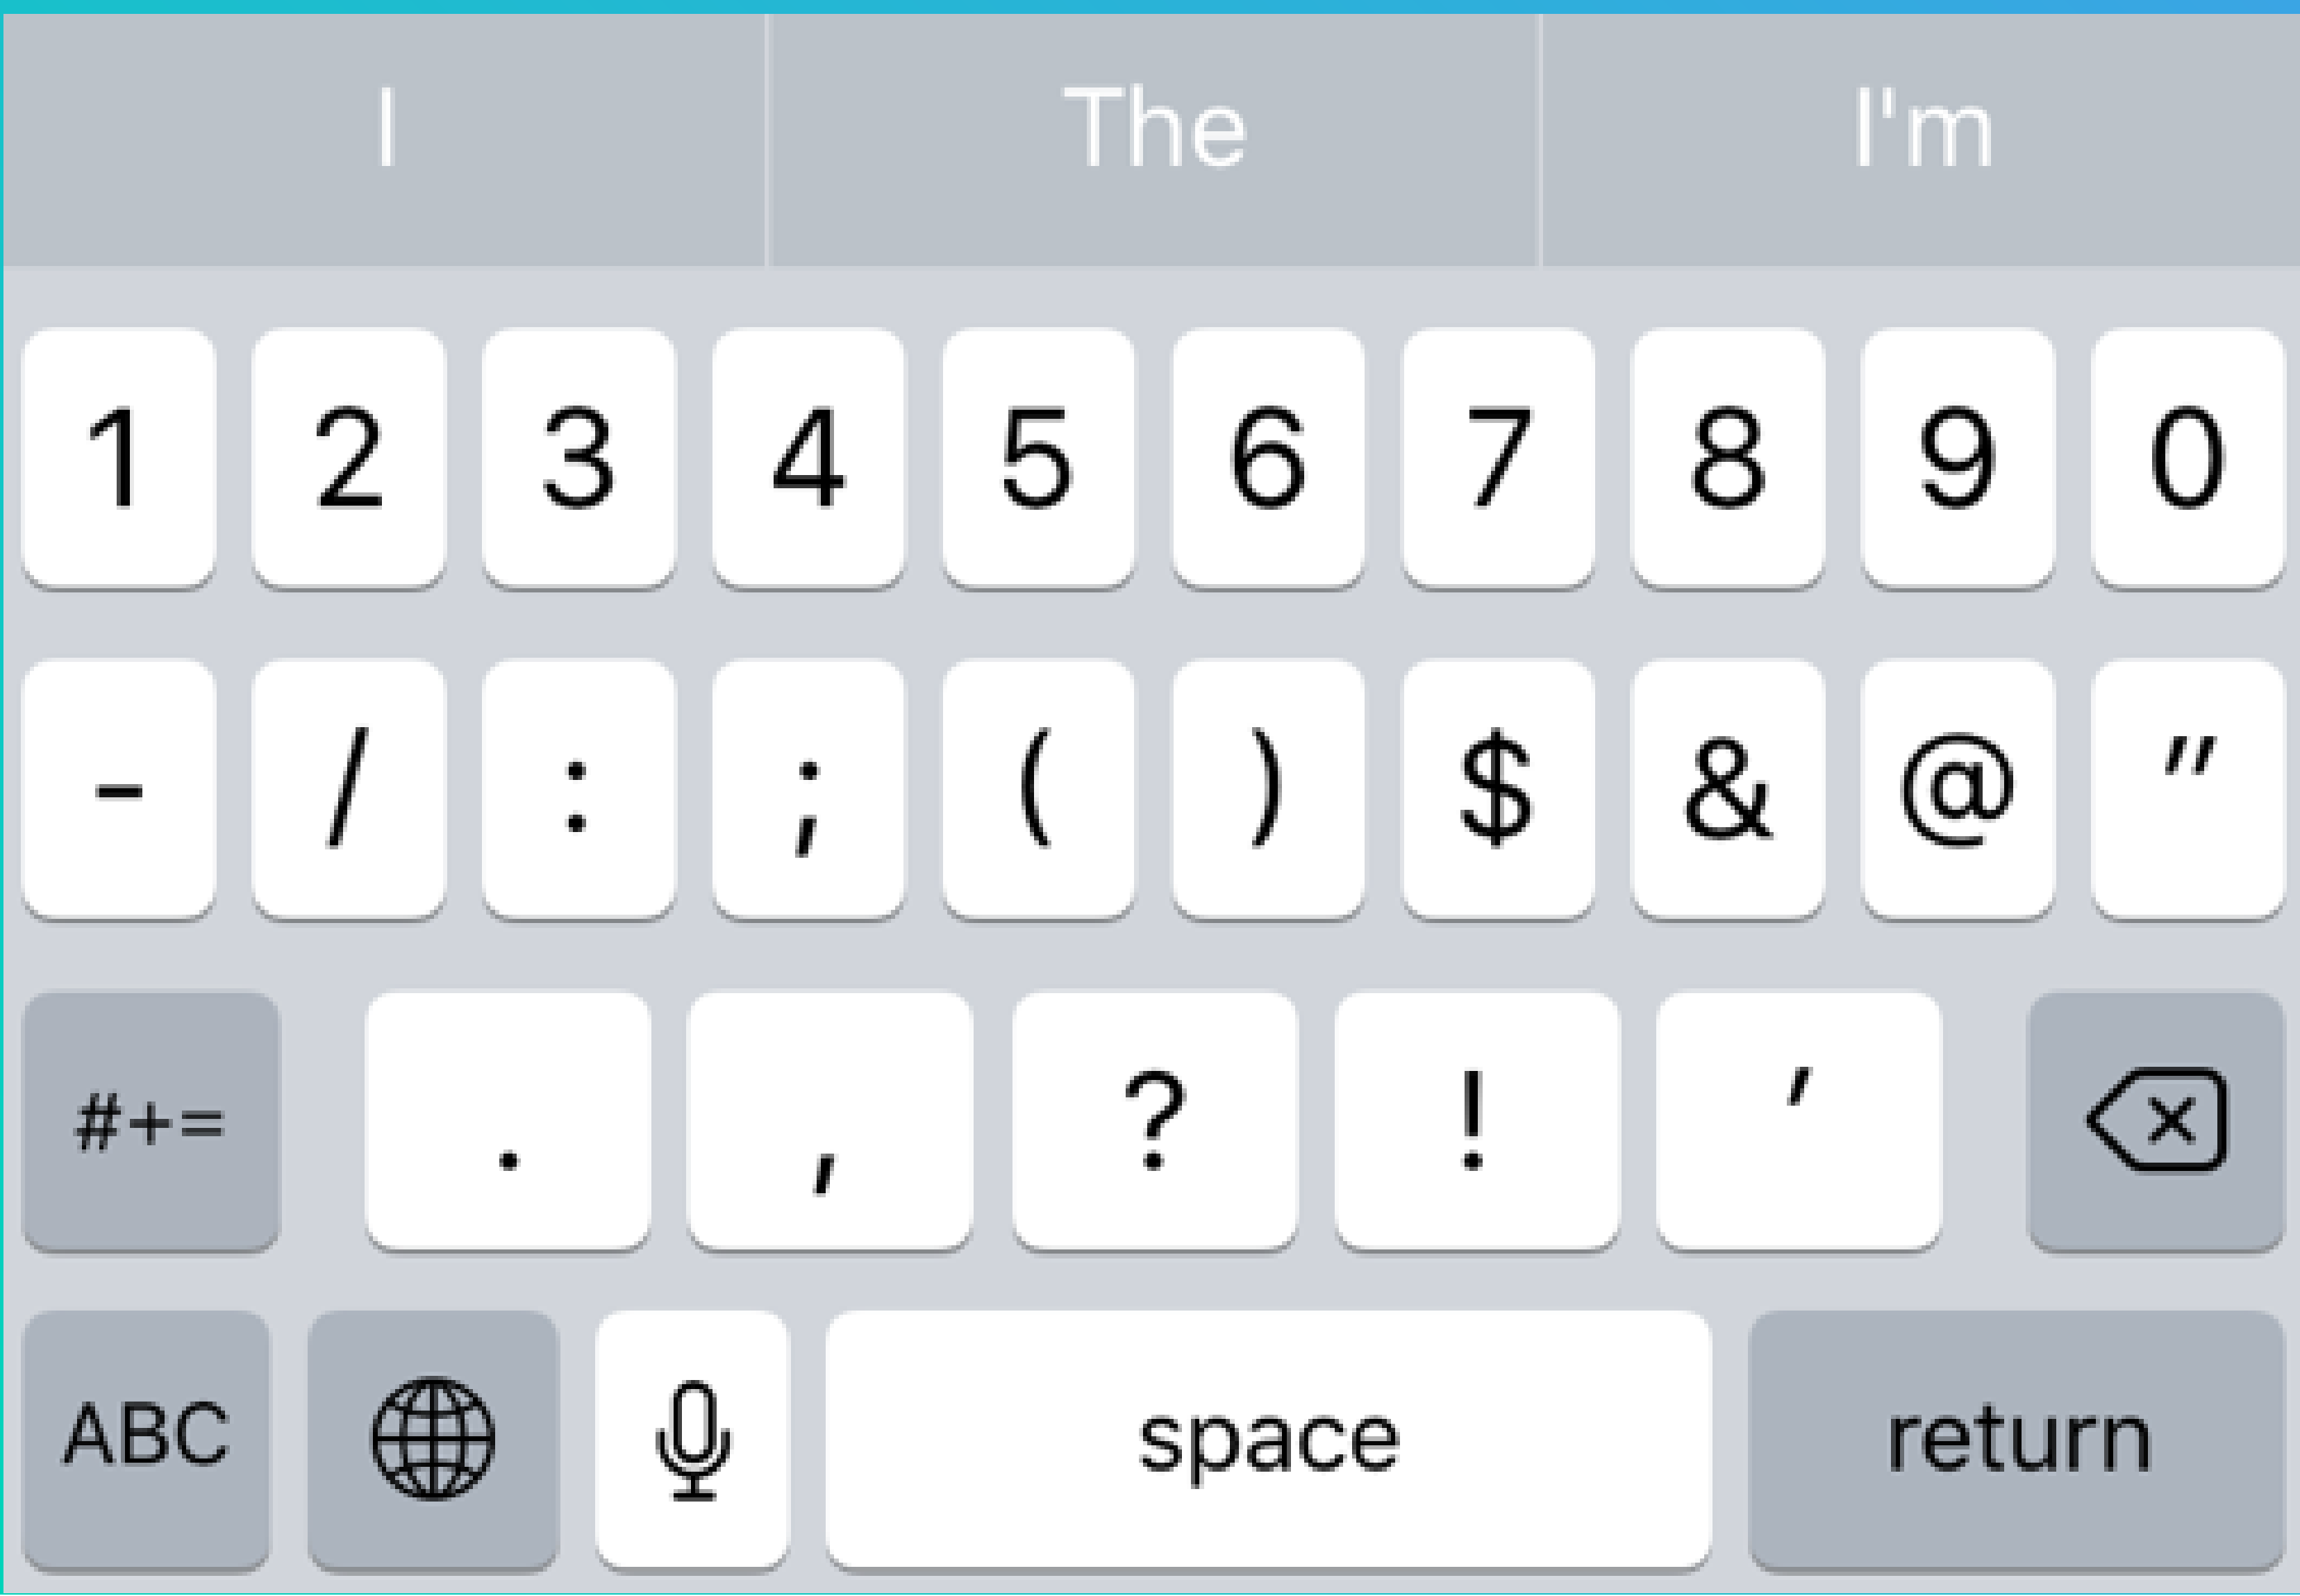 I The I'm
1 2 3 4 5 6 7 8 9 0
- / : ; ( ) $ & @ "
#+= . , ? ! '
ABC space return